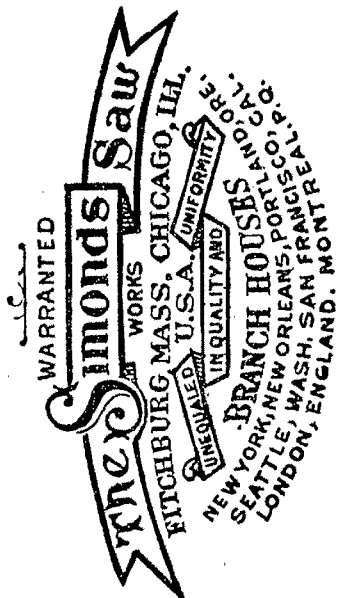 WARRANTED
The Simonds Saw
WORKS
FITCHBURG MASS. CHICAGO, ILL.
U.S.A.
UNEQUALED IN QUALITY AND UNIFORMITY
BRANCH HOUSES
NEW YORK, NEW ORLEANS, PORTLAND, ORE.
SEATTLE, WASH, SAN FRANCISCO, CAL.
LONDON, ENGLAND. MONTREAL, P.Q.